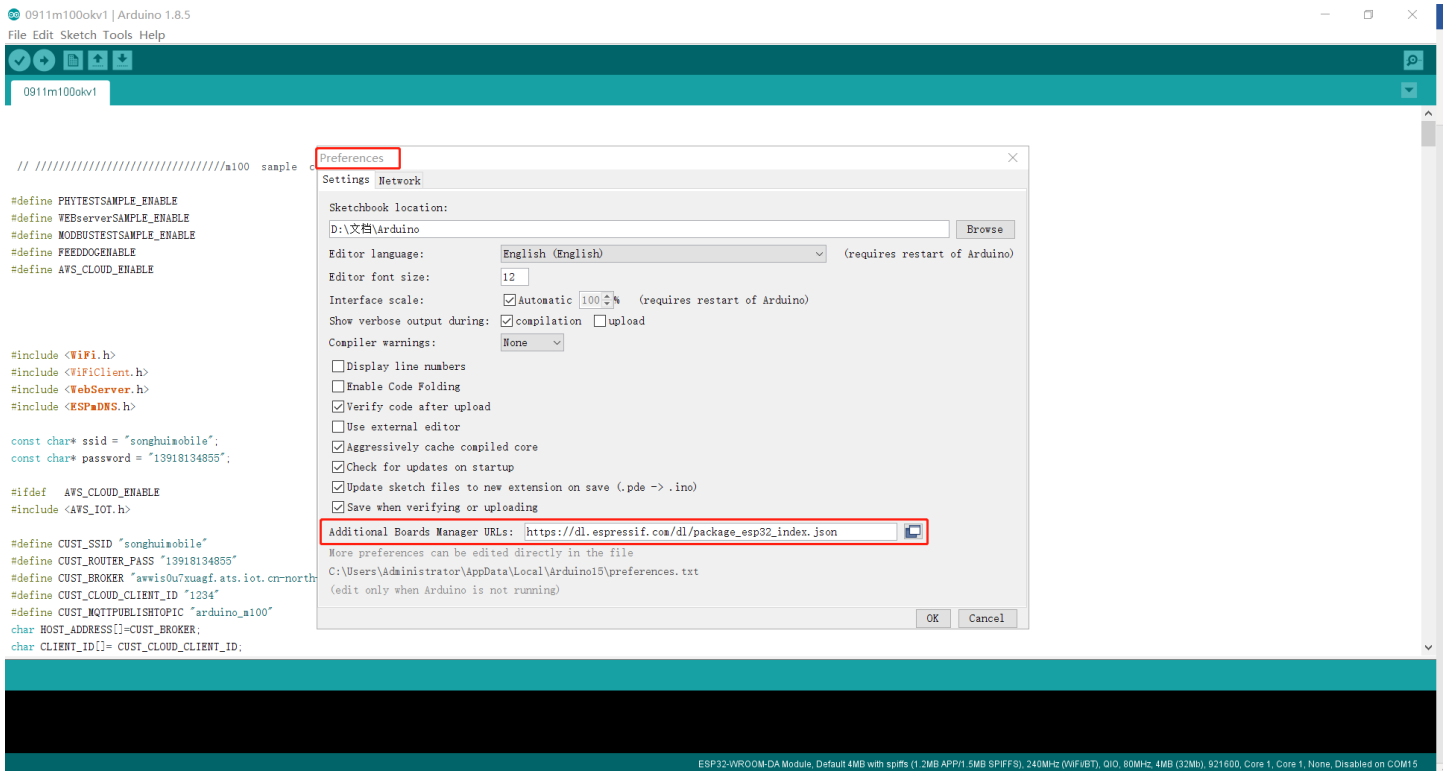 0911m100okv1 | Arduino 1.8.5
File Edit Sketch Tools Help
0911m100okv1
// ////////////////////////////////m100 sample c
#define PHYTESTSAMPLE_ENABLE
#define WEBserverSAMPLE_ENABLE
#define MODBUSTESTSAMPLE_ENABLE
#define FEEDDOGENABLE
#define AWS_CLOUD_ENABLE
#include <WiFi.h>
#include <WiFiClient.h>
#include <WebServer.h>
#include <ESPmDNS.h>
const char* ssid = "songhuimobile";
const char* password = "13918134855";
#ifdef AWS_CLOUD_ENABLE
#include <AWS_IOT.h>
#define CUST_SSID "songhuimobile"
#define CUST_ROUTER_PASS "13918134855"
#define CUST_BROKER "awwis0u7xuagf.ats.iot.cn-north-
#define CUST_CLOUD_CLIENT_ID "1234"
#define CUST_MQTTPUBLISHTOPIC "arduino_m100"
char HOST_ADDRESS[]=CUST_BROKER;
char CLIENT_ID[]= CUST_CLOUD_CLIENT_ID;
Preferences
Settings Network
Sketchbook location:
D:\文档\Arduino Browse
Editor language: English (English) (requires restart of Arduino)
Editor font size: 12
Interface scale: Automatic 100 % (requires restart of Arduino)
Show verbose output during: compilation upload
Compiler warnings: None
Display line numbers
Enable Code Folding
Verify code after upload
Use external editor
Aggressively cache compiled core
Check for updates on startup
Update sketch files to new extension on save (.pde -> .ino)
Save when verifying or uploading
Additional Boards Manager URLs: https://dl.espressif.com/dl/package_esp32_index.json
More preferences can be edited directly in the file
C:\Users\Administrator\AppData\Local\Arduino15\preferences.txt
(edit only when Arduino is not running)
OK Cancel
ESP32-WROOM-DA Module, Default 4MB with spiffs (1.2MB APP/1.5MB SPIFFS), 240MHz (WiFi/BT), QIO, 80MHz, 4MB (32Mb), 921600, Core 1, Core 1, None, Disabled on COM15